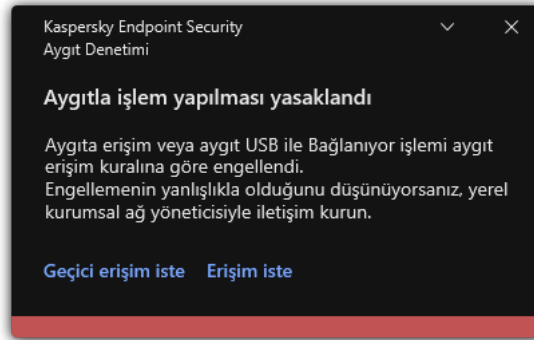 Kaspersky Endpoint Security
Aygıt Denetimi
Aygıtla işlem yapılması yasaklandı
Aygıta erişim veya aygıt USB ile Bağlanıyor işlemi aygıt
erişim kuralına göre engellendi.
Engellemenin yanlışlıkla olduğunu düşünüyorsanız, yerel
kurumsal ağ yöneticisiyle iletişim kurun.
Geçici erişim iste Erişim iste